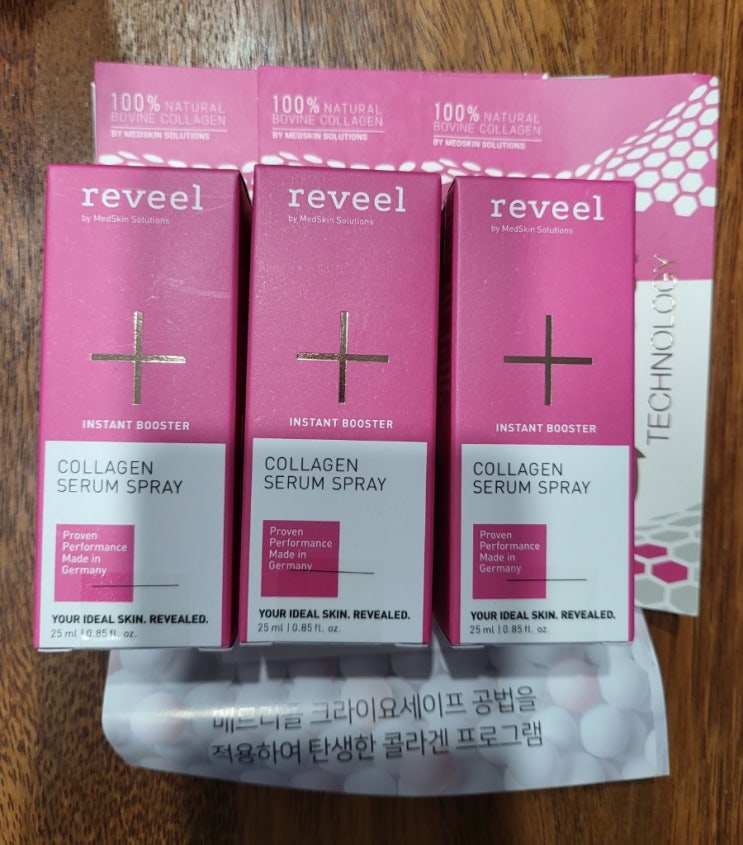 100% NATURAL
BOVINE COLLAGEN
BY MEDSKIN SOLUTIONS
100% NATURAL
BOVINE COLLAGEN
BY MEDSKIN SOLUTIONS
100% NATURAL
BOVINE COLLAGEN
BY MEDSKIN SOLUTIONS
TECHNOLOGY
reveel
by MedSkin Solutions
INSTANT BOOSTER
COLLAGEN
SERUM SPRAY
Proven
Performance
Made in
Germany
YOUR IDEAL SKIN. REVEALED.
25 ml | 0.85 fl. oz.
reveel
by MedSkin Solutions
INSTANT BOOSTER
COLLAGEN
SERUM SPRAY
Proven
Performance
Made in
Germany
YOUR IDEAL SKIN. REVEALED.
25 ml | 0.85 fl. oz.
reveel
by MedSkin Solutions
INSTANT BOOSTER
COLLAGEN
SERUM SPRAY
Proven
Performance
Made in
Germany
YOUR IDEAL SKIN. REVEALED.
25 ml | 0.85 fl. oz.
크라이요세이프 공법을
적용하여 탄생한 콜라겐 프로그램